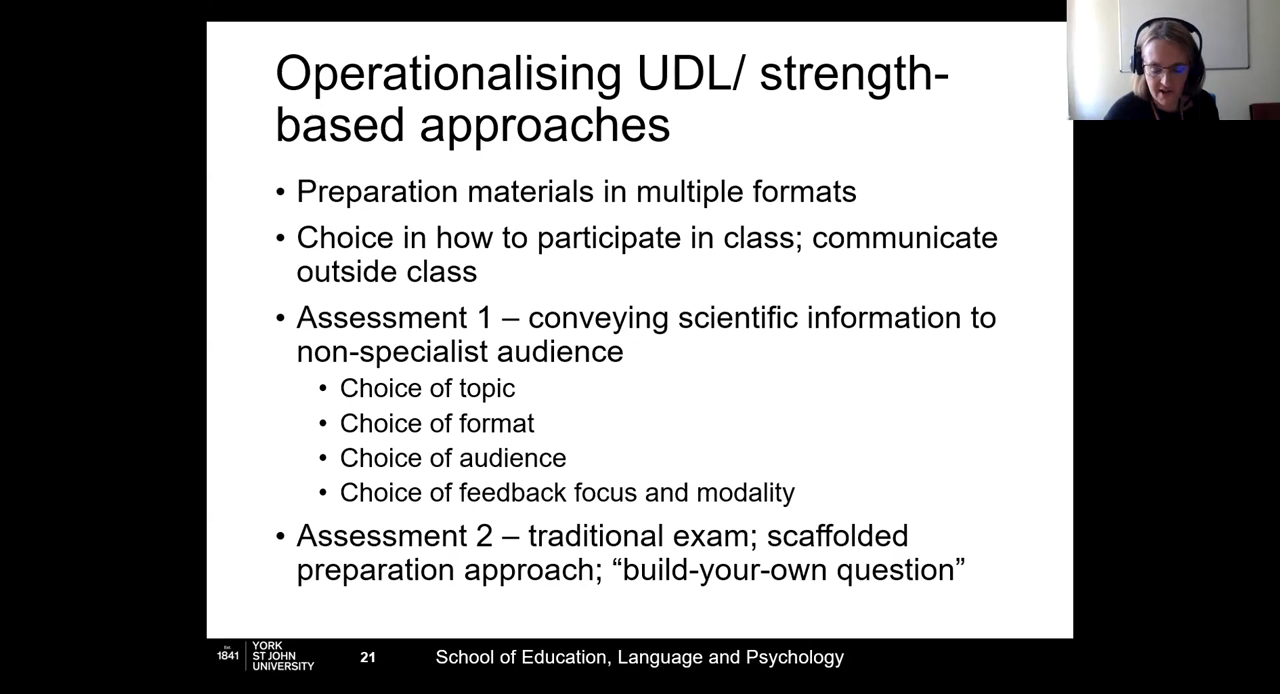 Operationalising UDL/ strength-
based approaches
• Preparation materials in multiple formats
• Choice in how to participate in class; communicate
outside class
• Assessment 1 – conveying scientific information to
non-specialist audience
• Choice of topic
• Choice of format
• Choice of audience
• Choice of feedback focus and modality
• Assessment 2 – traditional exam; scaffolded
preparation approach; “build-your-own question”
Est.
1841
YORK
ST JOHN
UNIVERSITY
21
School of Education, Language and Psychology